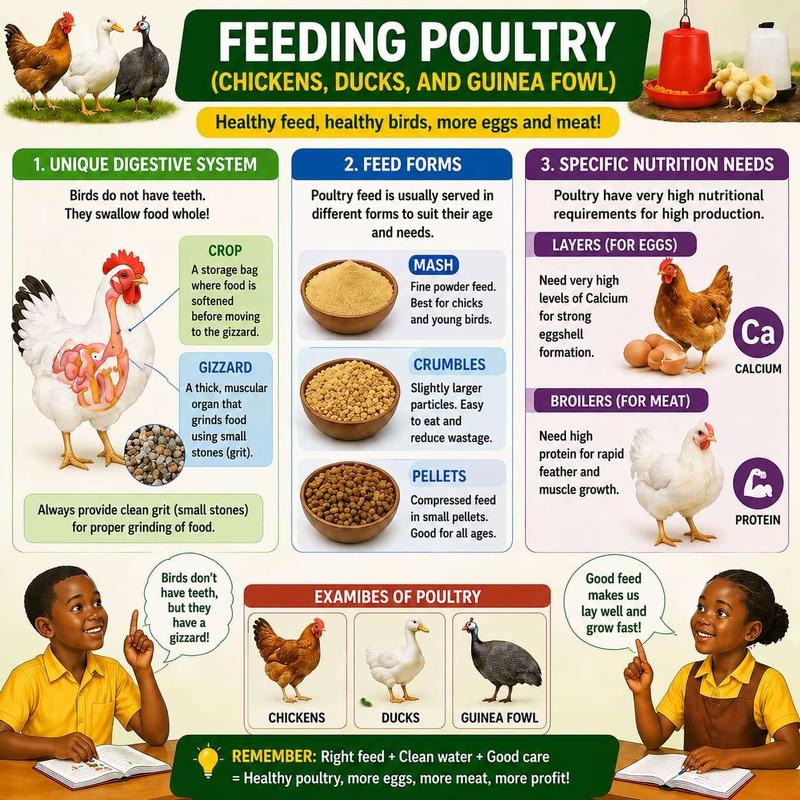 FEEDING POULTRY
(CHICKENS, DUCKS, AND GUINEA FOWL)
Healthy feed, healthy birds, more eggs and meat!
1. UNIQUE DIGESTIVE SYSTEM
Birds do not have teeth.
They swallow food whole!
CROP
A storage bag
where food is
softened
before moving
to the gizzard.
GIZZARD
A thick, muscular
organ that
grinds food
using small
stones (grit).
Always provide clean grit (small stones)
for proper grinding of food.
2. FEED FORMS
Poultry feed is usually served in
different forms to suit their age
and needs.
MASH
Fine powder feed.
Best for chicks
and young birds.
CRUMBLES
Slightly larger
particles. Easy
to eat and
reduce wastage.
PELLETS
Compressed feed
in small pellets.
Good for all ages.
3. SPECIFIC NUTRITION NEEDS
Poultry have very high nutritional
requirements for high production.
LAYERS (FOR EGGS)
Need very high
levels of Calcium
for strong
eggshell
formation.
Ca
CALCIUM
BROILERS (FOR MEAT)
Need high
protein for rapid
feather and
muscle growth.
PROTEIN
Birds don't
have teeth,
but they
have a
gizzard!
EXAMIBES OF POULTRY
CHICKENS
DUCKS
GUINEA FOWL
Good feed
makes us
lay well and
grow fast!
REMEMBER: Right feed + Clean water + Good care
= Healthy poultry, more eggs, more meat, more profit!